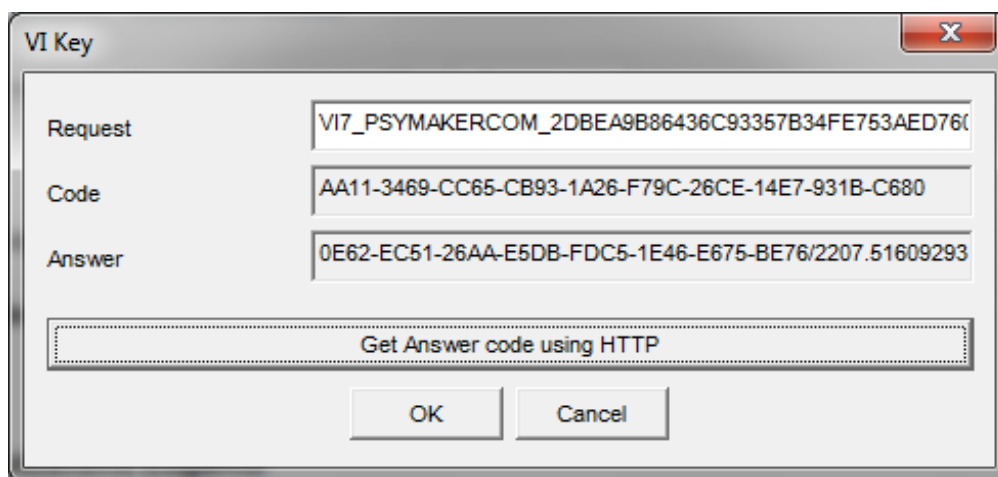 VI Key
Request VI7_PSYMAKERCOM_2DBEA9B86436C93357B34FE753AED760
Code AA11-3469-CC65-CB93-1A26-F79C-26CE-14E7-931B-C680
Answer 0E62-EC51-26AA-E5DB-FDC5-1E46-E675-BE76/2207.51609293
Get Answer code using HTTP
OK Cancel